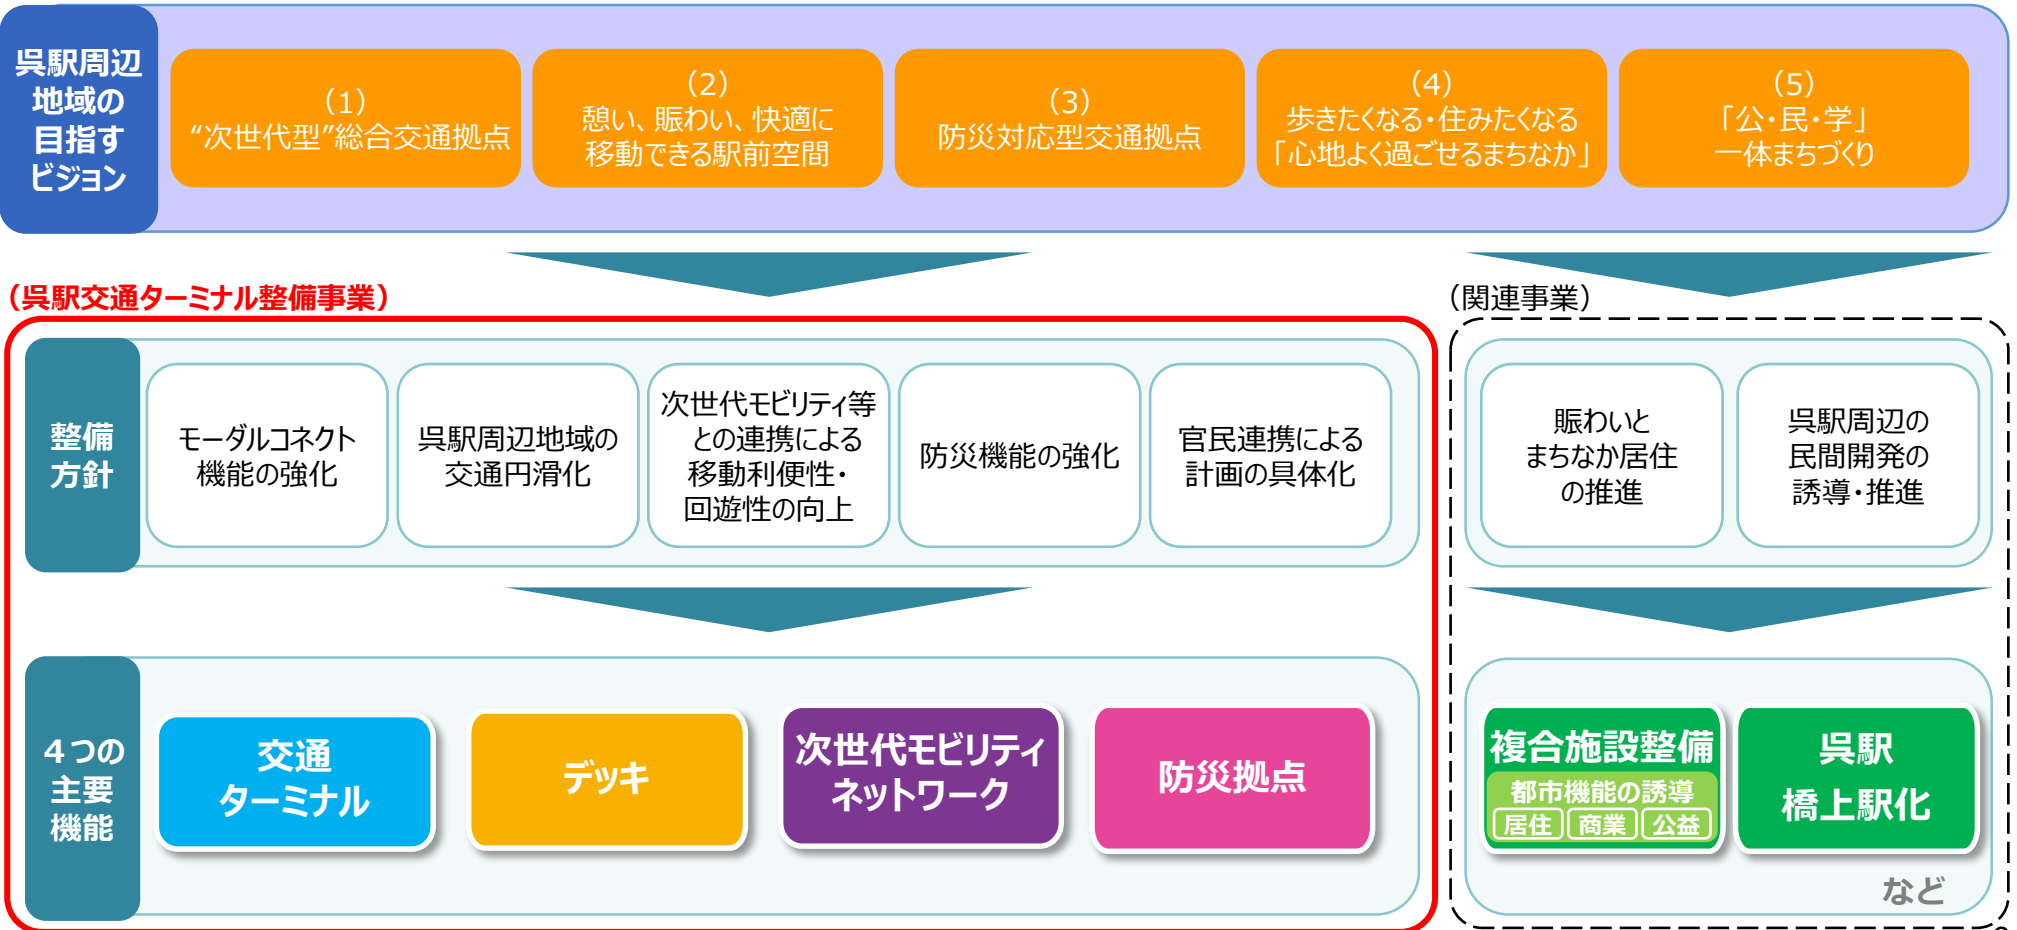 呉駅周辺
地域の
目指す
ビジョン
（1）
“次世代型”総合交通拠点
（2）
憩い、賑わい、快適に
移動できる駅前空間
（3）
防災対応型交通拠点
（4）
歩きたくなる・住みたくなる
「心地よく過ごせるまちなか」
（5）
「公・民・学」
一体まちづくり
（呉駅交通ターミナル整備事業）
整備
方針
モーダルコネクト
機能の強化
呉駅周辺地域の
交通円滑化
次世代モビリティ等
との連携による
移動利便性・
回遊性の向上
防災機能の強化
官民連携による
計画の具体化
４つの
主要
機能
交通
ターミナル
デッキ
次世代モビリティ
ネットワーク
防災拠点
（関連事業）
賑わいと
まちなか居住
の推進
呉駅周辺の
民間開発の
誘導・推進
複合施設整備
都市機能の誘導
居住 商業 公益
呉駅
橋上駅化
など